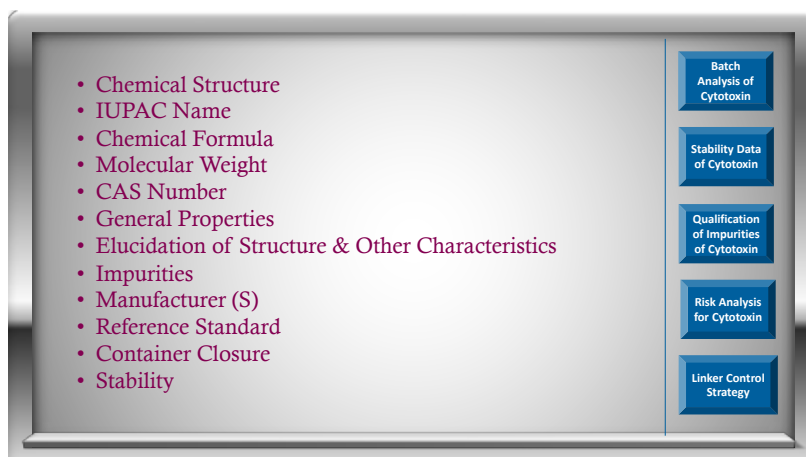 • Chemical Structure
• IUPAC Name
• Chemical Formula
• Molecular Weight
• CAS Number
• General Properties
• Elucidation of Structure & Other Characteristics
• Impurities
• Manufacturer (S)
• Reference Standard
• Container Closure
• Stability
Batch
Analysis of
Cytotoxin
Stability Data
of Cytotoxin
Qualification
of Impurities
of Cytotoxin
Risk Analysis
for Cytotoxin
Linker Control
Strategy